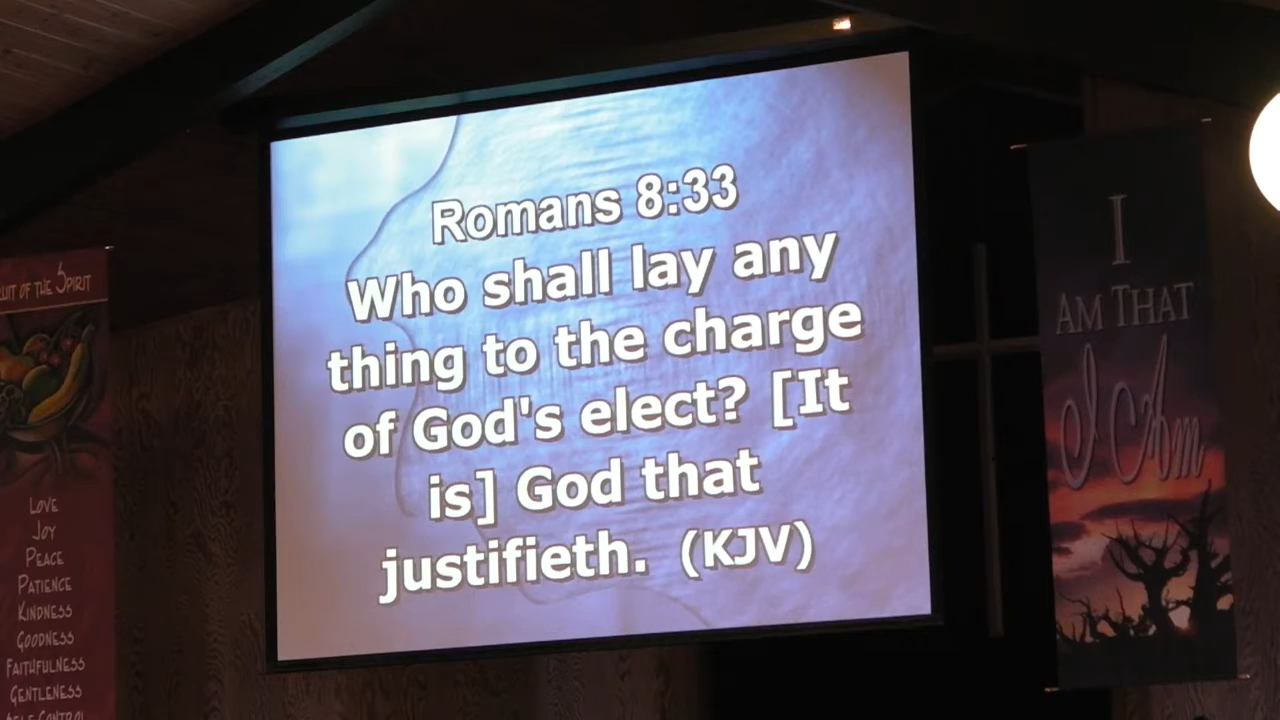 Romans 8:33
Who shall lay any
thing to the charge
of God's elect? [It
is] God that
justifieth. (KJV)
OF THE SPIRIT
LOVE
JOY
PEACE
PATIENCE
KINDNESS
GOODNESS
FAITHFULNESS
GENTLENESS
CONTROL
I
AM THAT
I Am